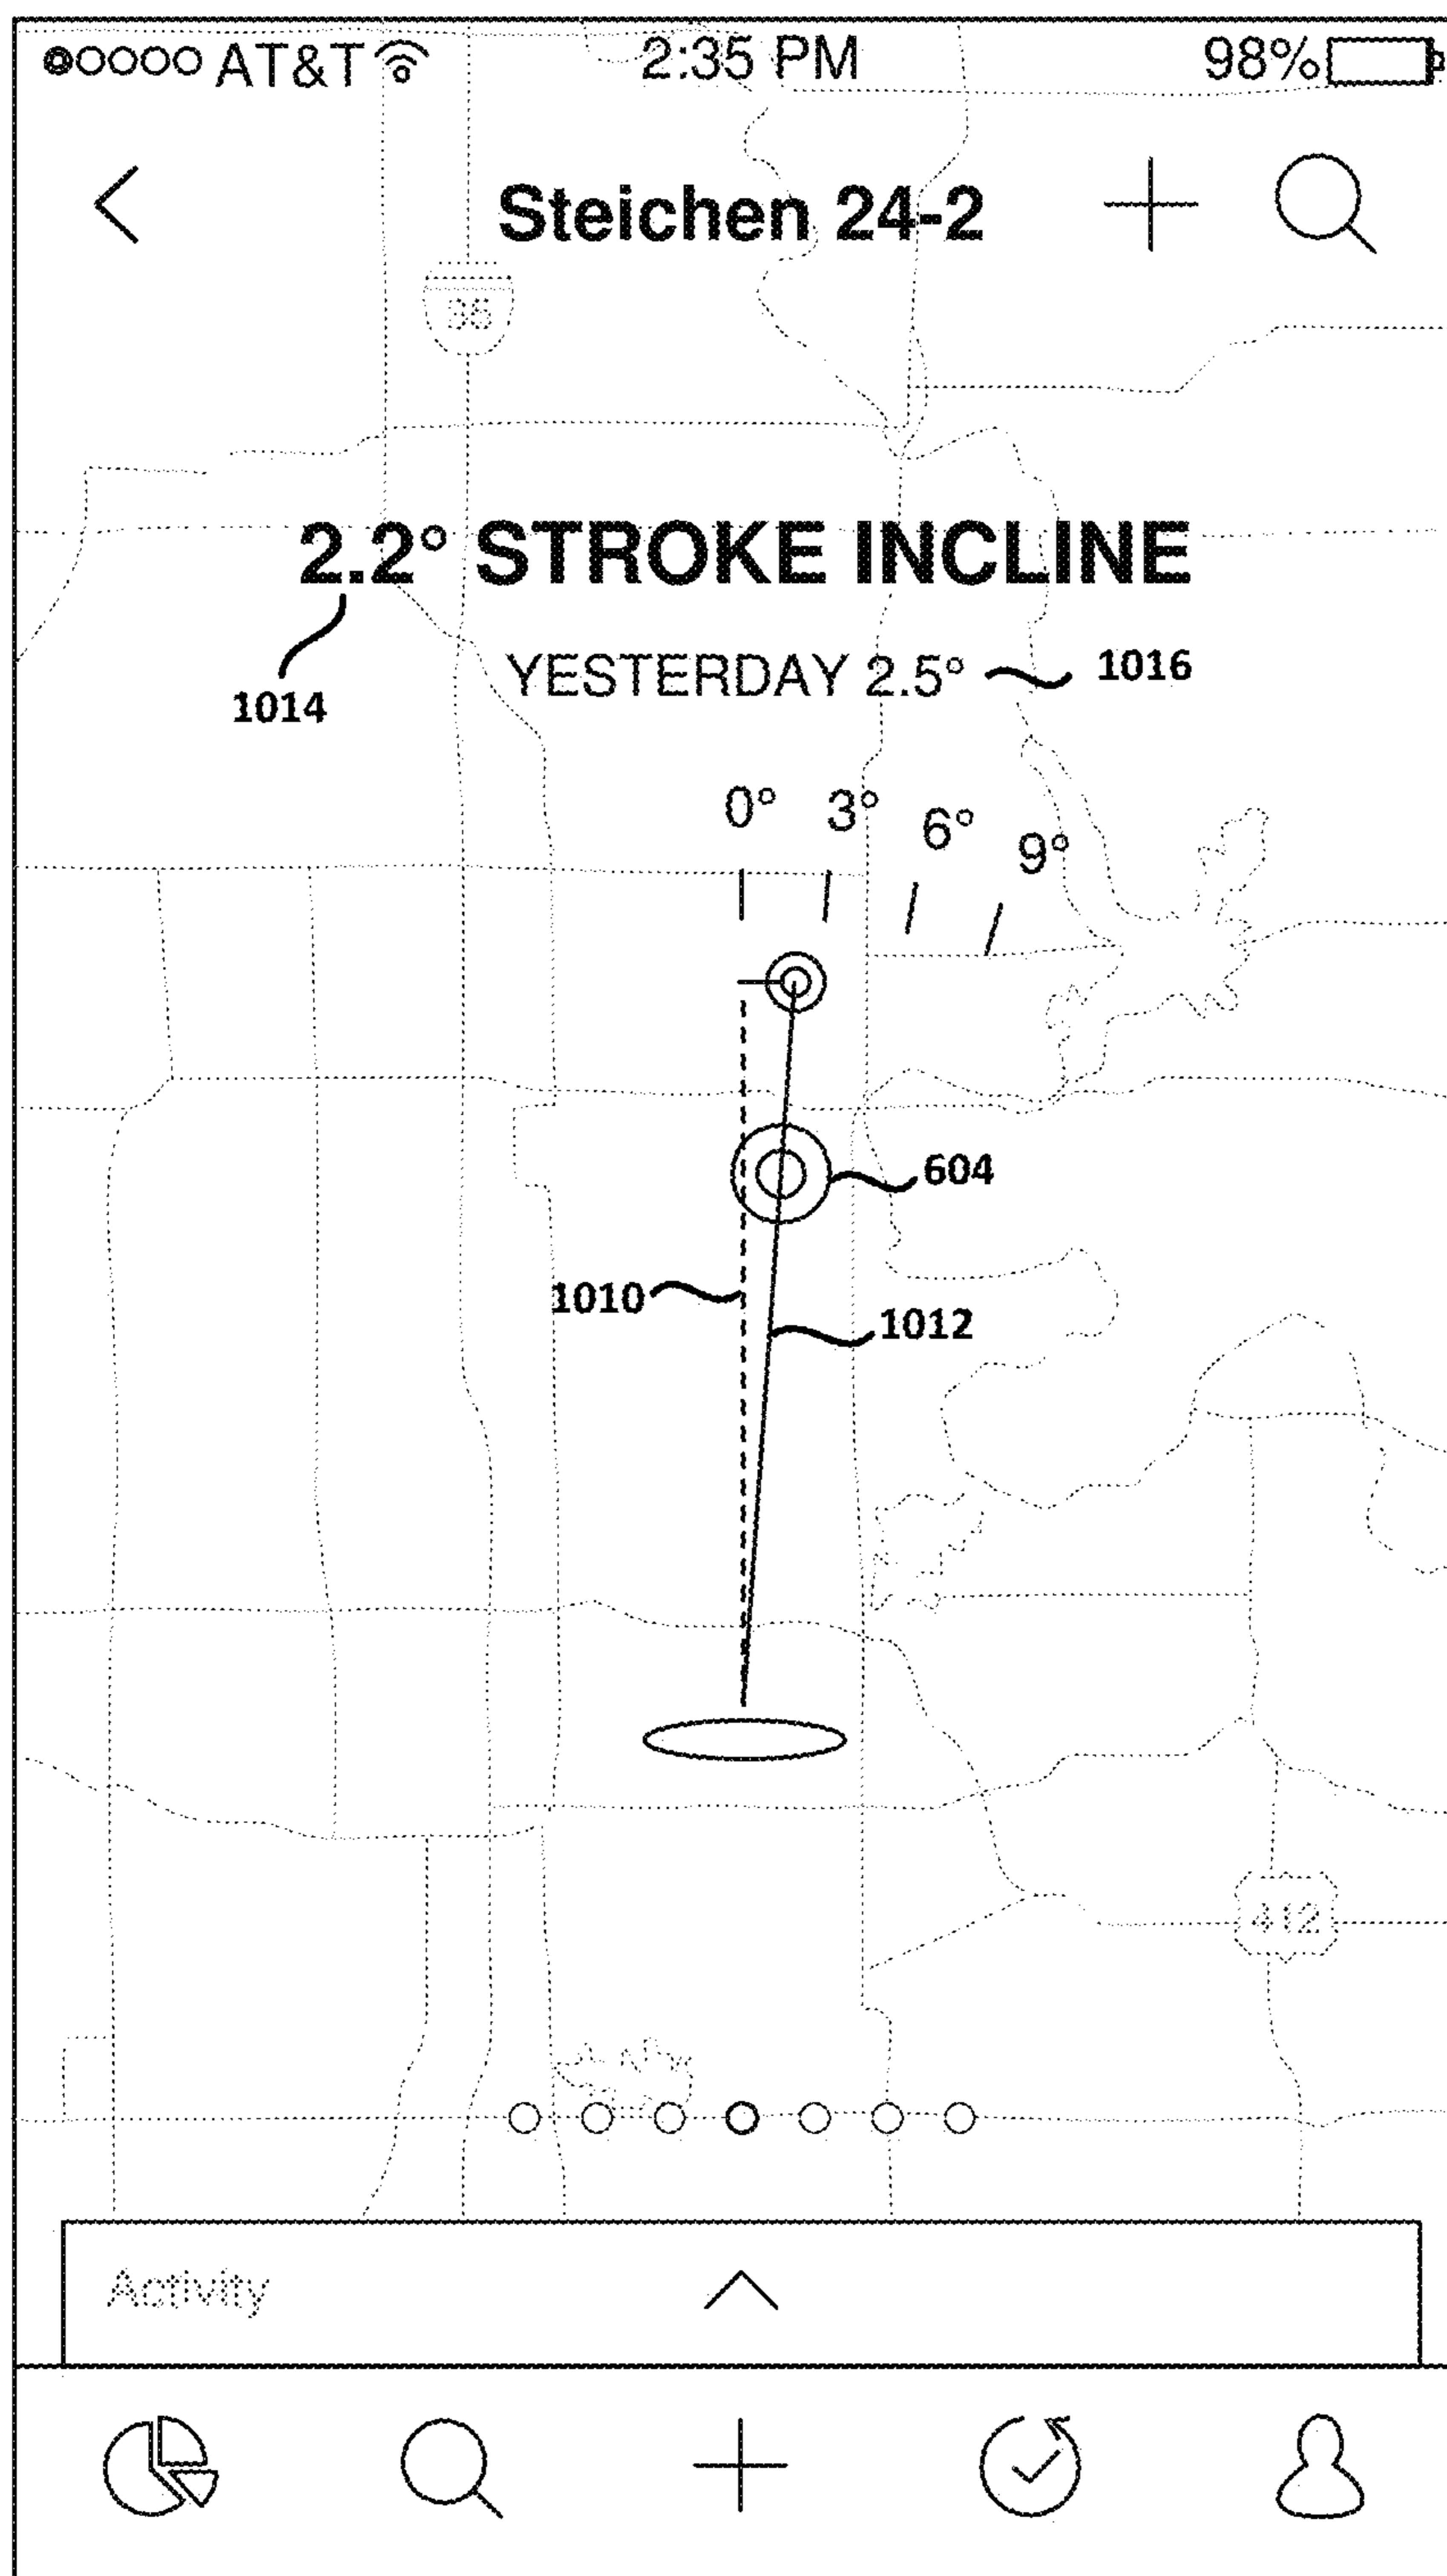 AT&T 2:35 PM 98%
Steichen 24-2
35
2.2° STROKE INCLINE
YESTERDAY 2.5° 1016
1014
0° 3° 6° 9°
604
1010
1012
412
Activity